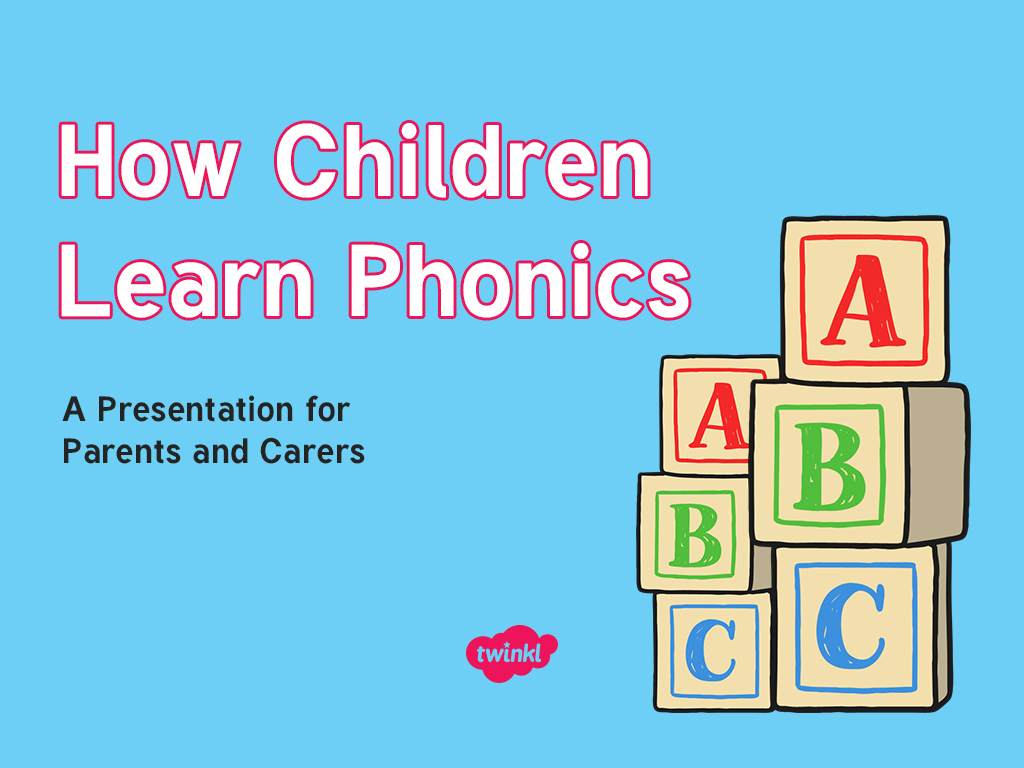 How Children
Learn Phonics
A Presentation for
Parents and Carers
A
A
B
B
C
C
twinkl